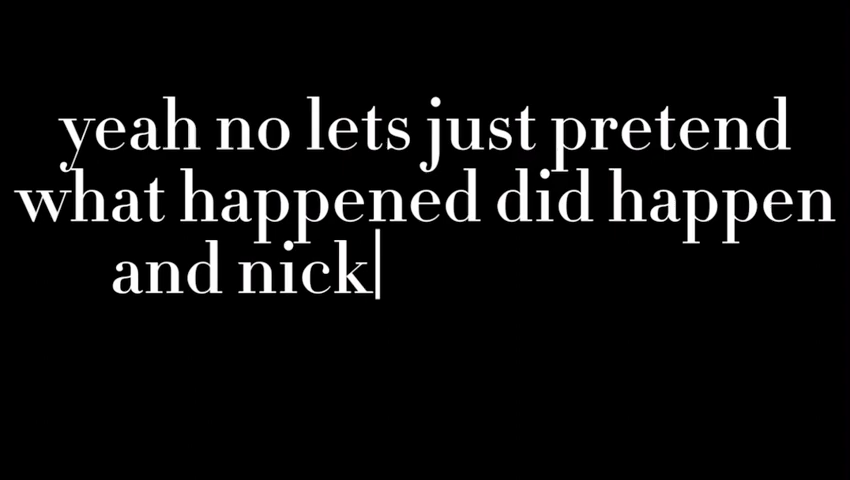 yeah no lets just pretend
what happened did happen
and nick